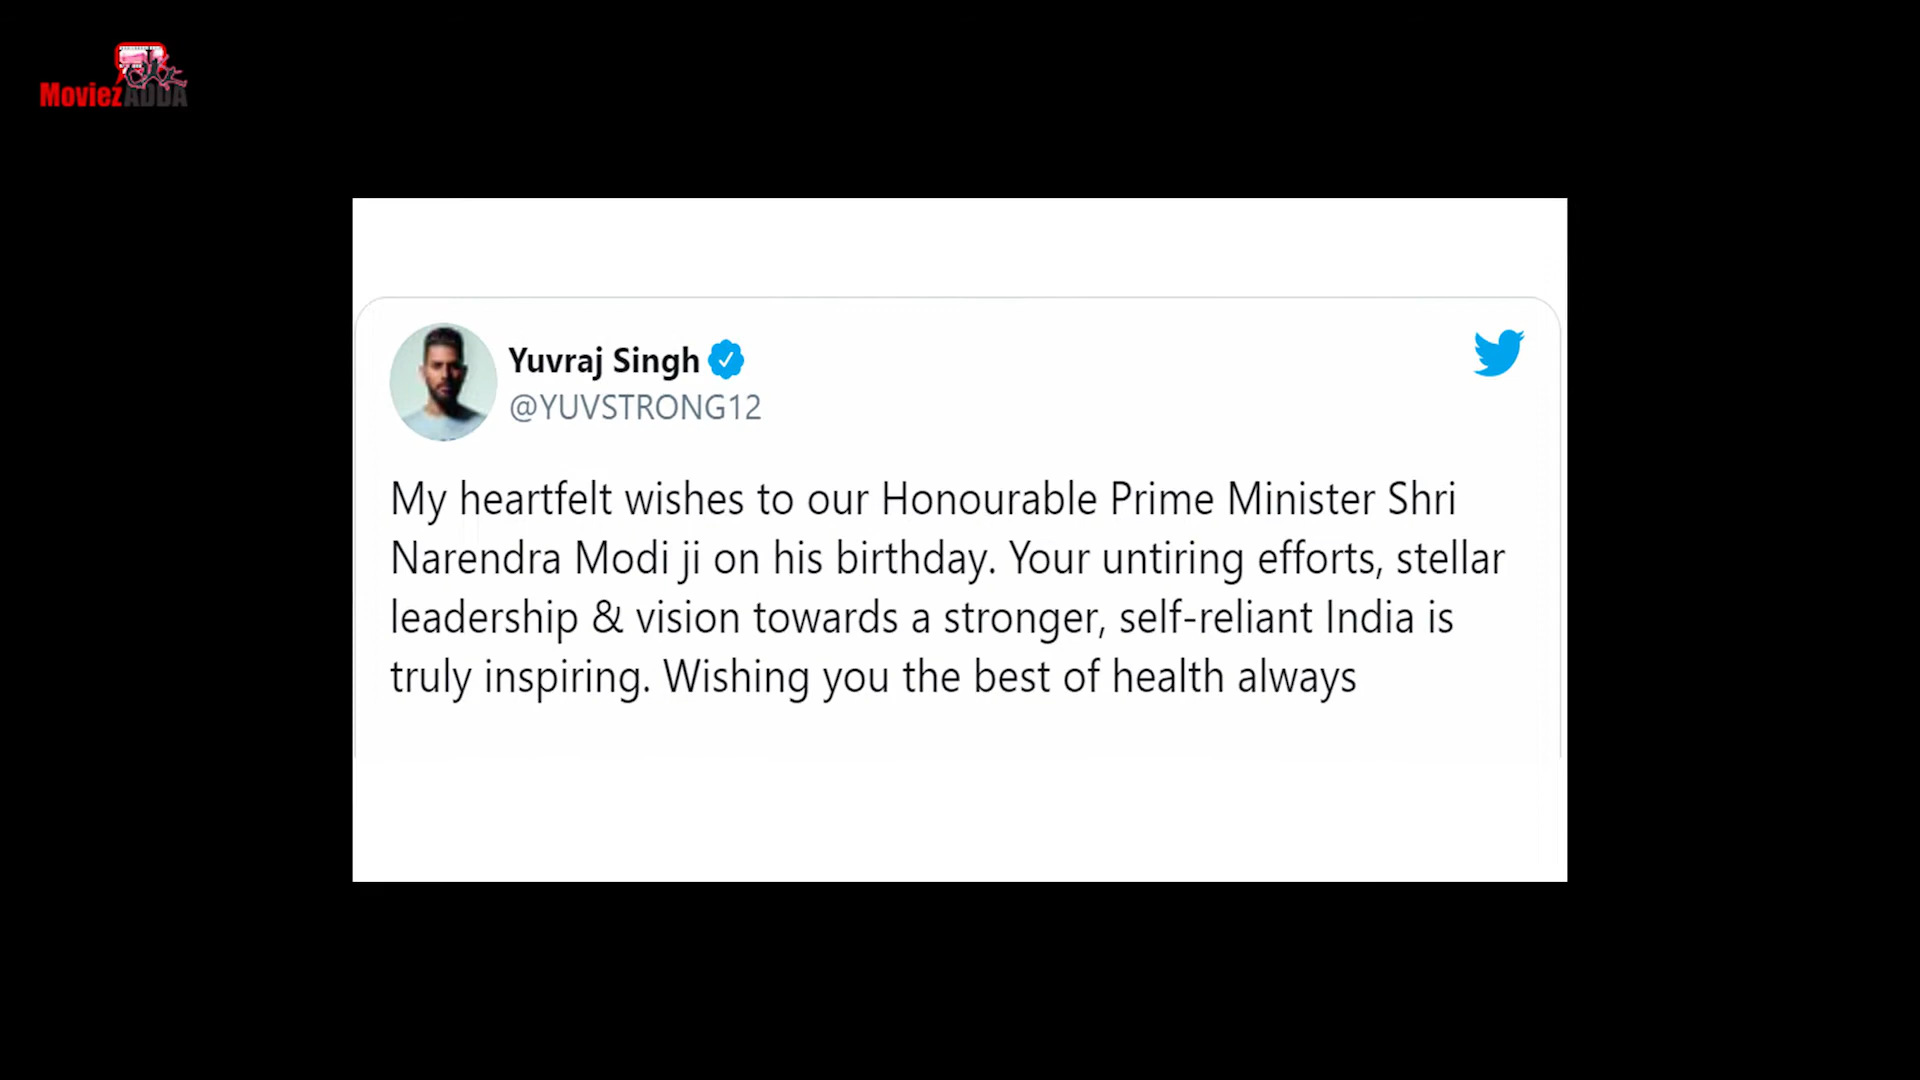 MoviezADDA
Yuvraj Singh
@YUVSTRONG12
My heartfelt wishes to our Honourable Prime Minister Shri
Narendra Modi ji on his birthday. Your untiring efforts, stellar
leadership & vision towards a stronger, self-reliant India is
truly inspiring. Wishing you the best of health always